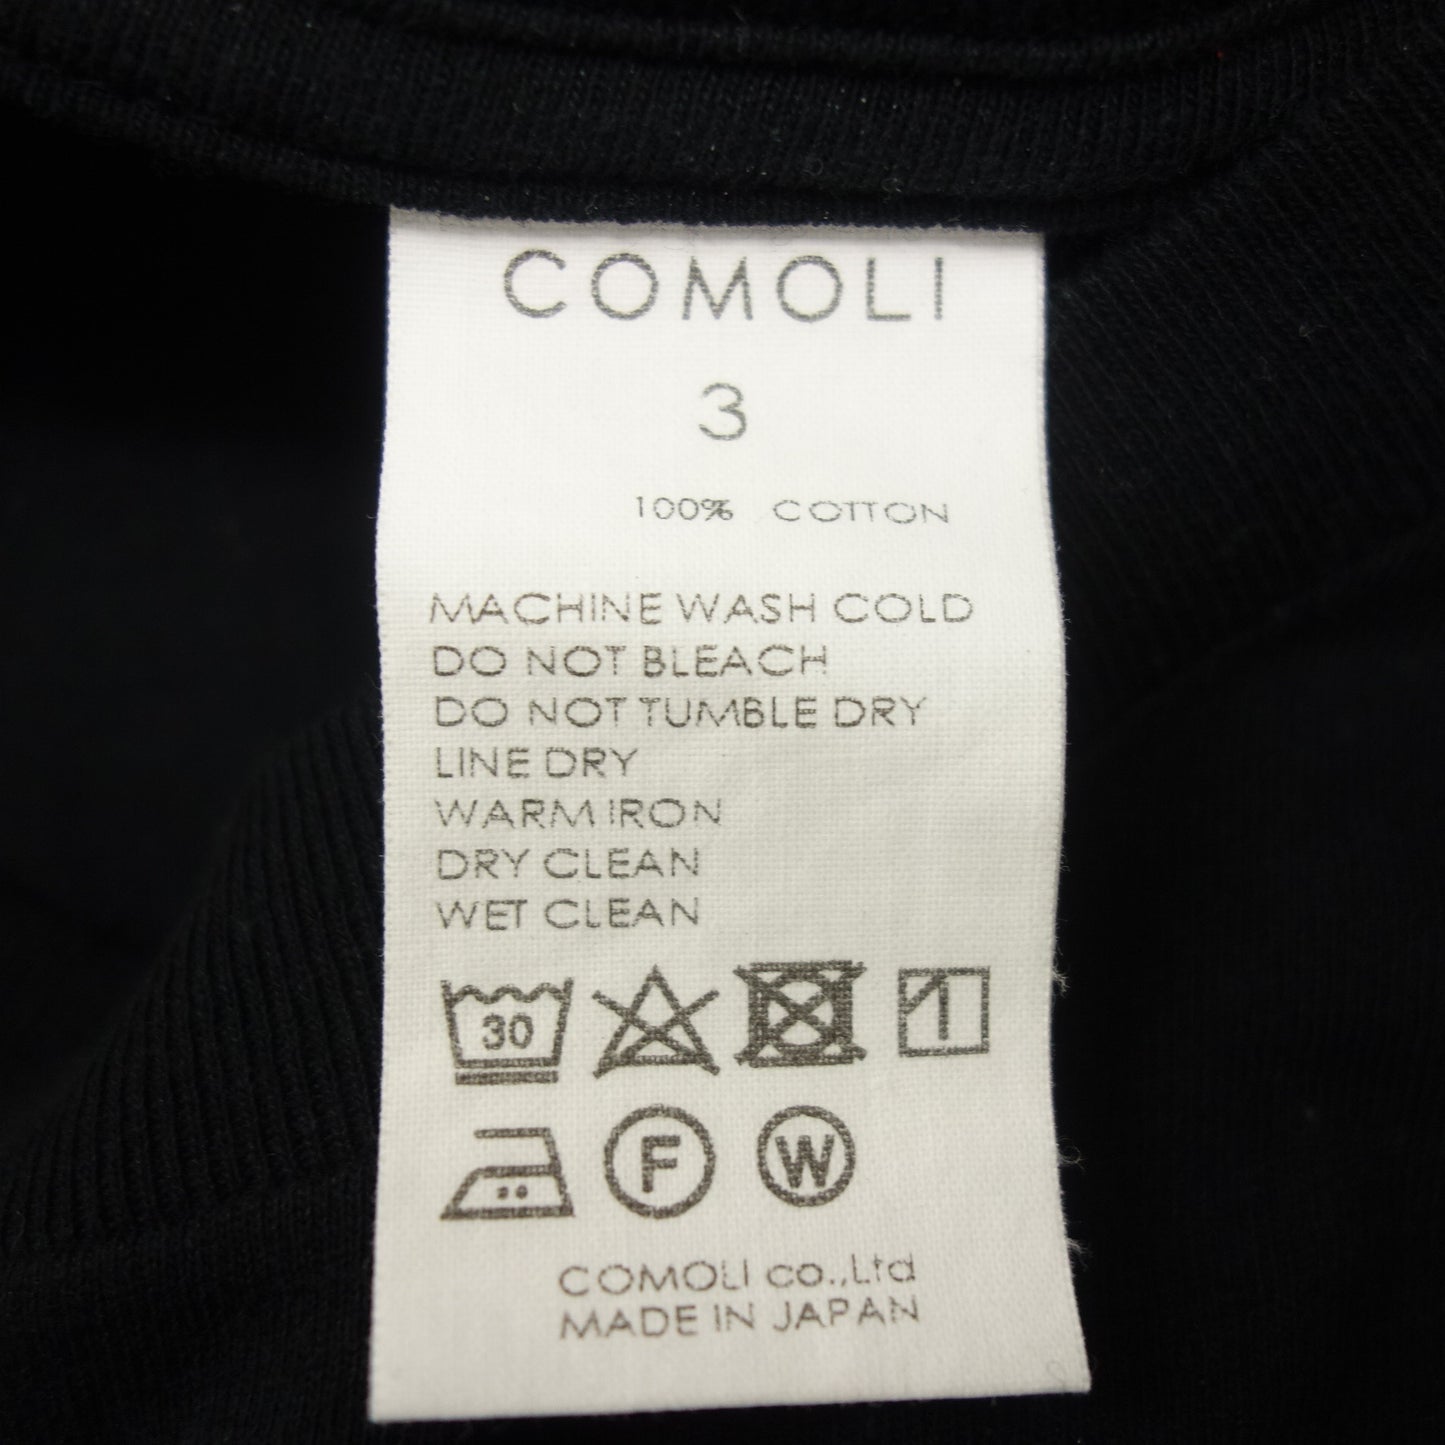 COMOLI
3
100% COTTON
MACHINE WASH COLD
DO NOT BLEACH
DO NOT TUMBLE DRY
LINE DRY
WARM IRON
DRY CLEAN
WET CLEAN
30
F W
COMOLI co.,Ltd
MADE IN JAPAN